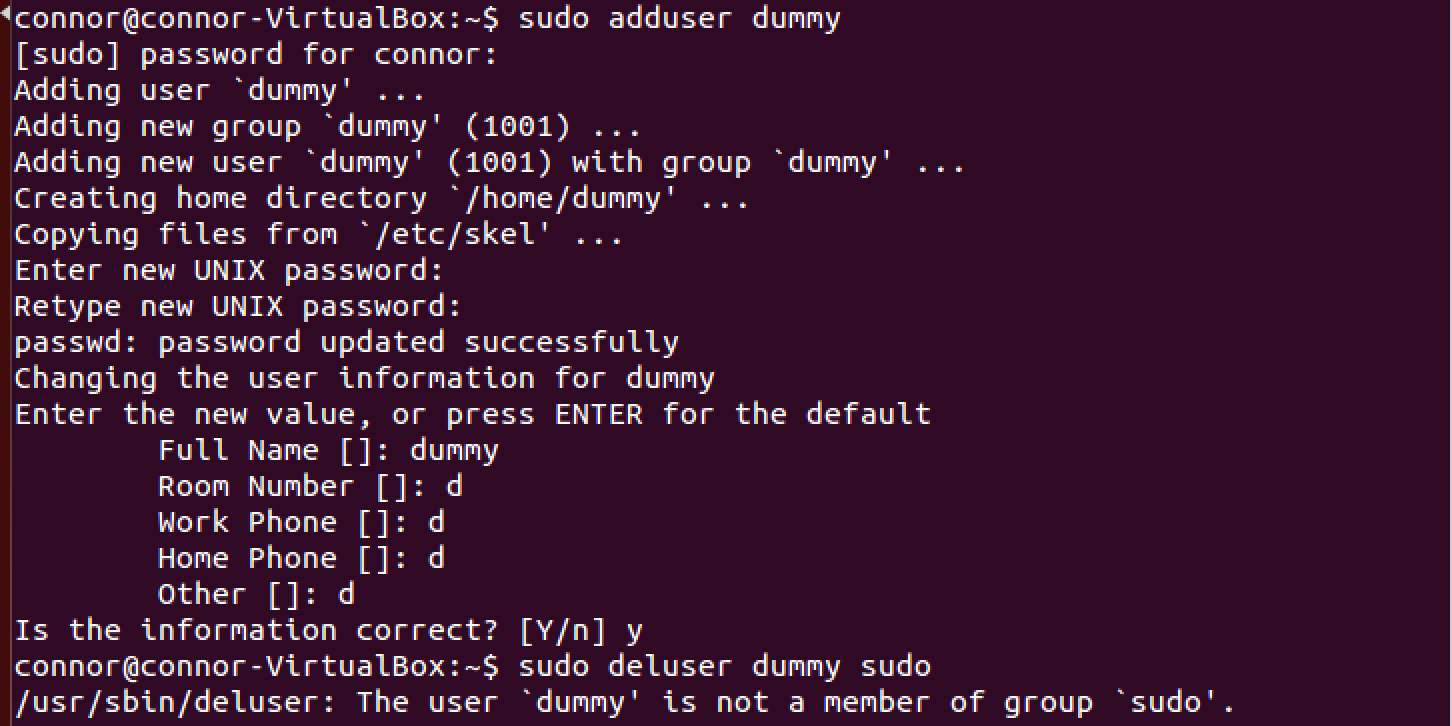 connor@connor-VirtualBox:~$ sudo adduser dummy
[sudo] password for connor:
Adding user `dummy' ...
Adding new group `dummy' (1001) ...
Adding new user `dummy' (1001) with group `dummy' ...
Creating home directory `/home/dummy' ...
Copying files from `/etc/skel' ...
Enter new UNIX password:
Retype new UNIX password:
passwd: password updated successfully
Changing the user information for dummy
Enter the new value, or press ENTER for the default
        Full Name []: dummy
        Room Number []: d
        Work Phone []: d
        Home Phone []: d
        Other []: d
Is the information correct? [Y/n] y
connor@connor-VirtualBox:~$ sudo deluser dummy sudo
/usr/sbin/deluser: The user `dummy' is not a member of group `sudo'.